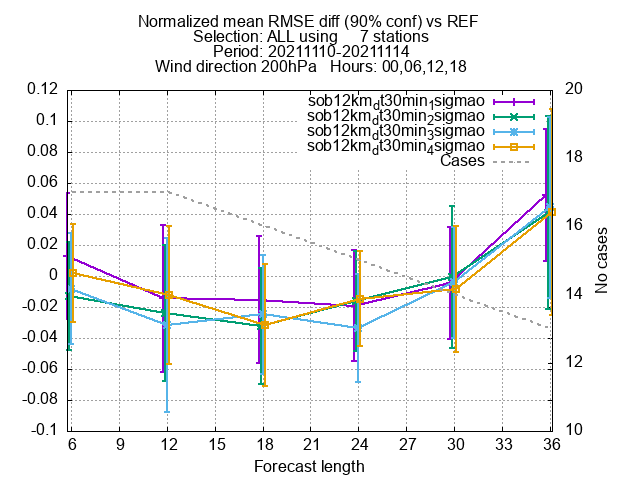 Normalized mean RMSE diff (90% conf) vs REF
Selection: ALL using 7 stations
Period: 20211110-20211114
Wind direction 200hPa Hours: 00,06,12,18
0.12
0.1
0.08
0.06
0.04
0.02
0
-0.02
-0.04
-0.06
-0.08
-0.1
20
18
16
14
12
10
No cases
sob12km_dt30min_1sigmao
sob12km_dt30min_2sigmao
sob12km_dt30min_3sigmao
sob12km_dt30min_4sigmao
Cases
6 9 12 15 18 21 24 27 30 33 36
Forecast length